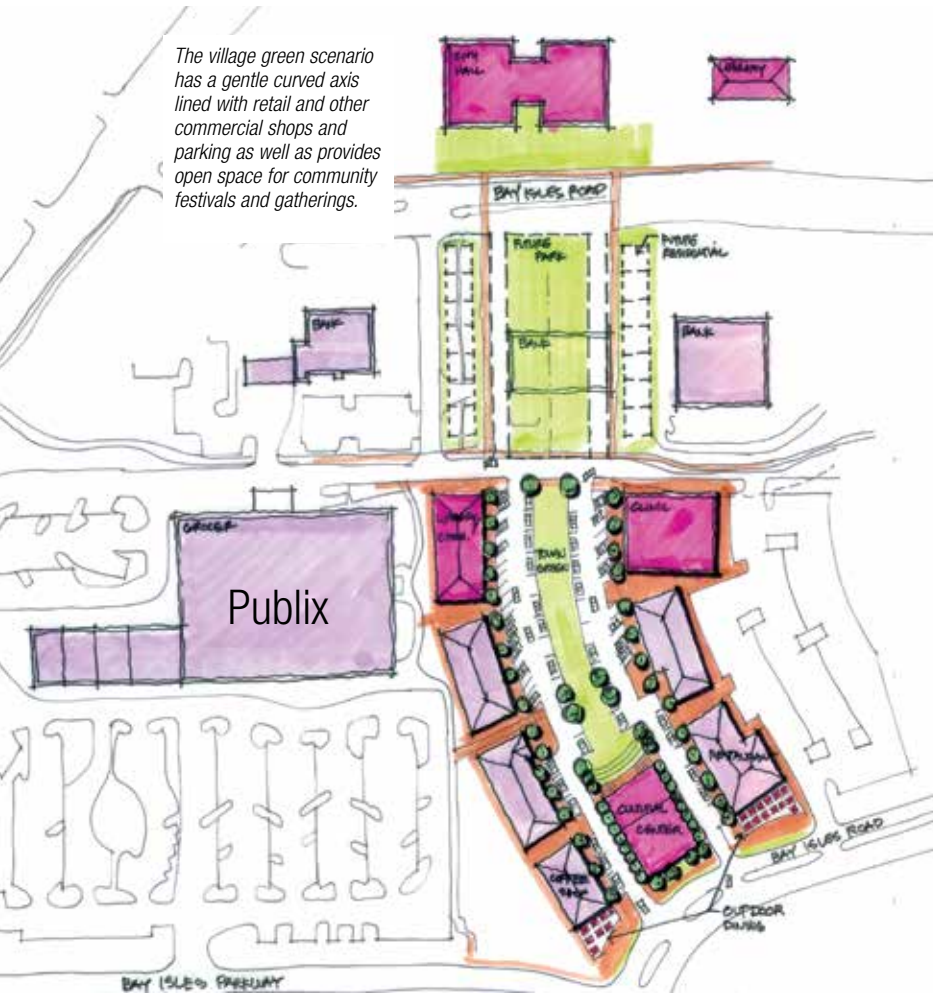 The village green scenario
has a gentle curved axis
lined with retail and other
commercial shops and
parking as well as provides
open space for community
festivals and gatherings.
HALL
LIBRARY
BAY ISLES ROAD
FUTURE
PARK
FUTURE
RESIDENTIAL
BANK
BANK
BANK
GROCER
Publix
CLINIC
TOWN
GREEN
RESTAURANT
CULTURAL
CENTER
COFFEE
BAY ISLES ROAD
OUTDOOR
DINING
BAY ISLES PARKWAY